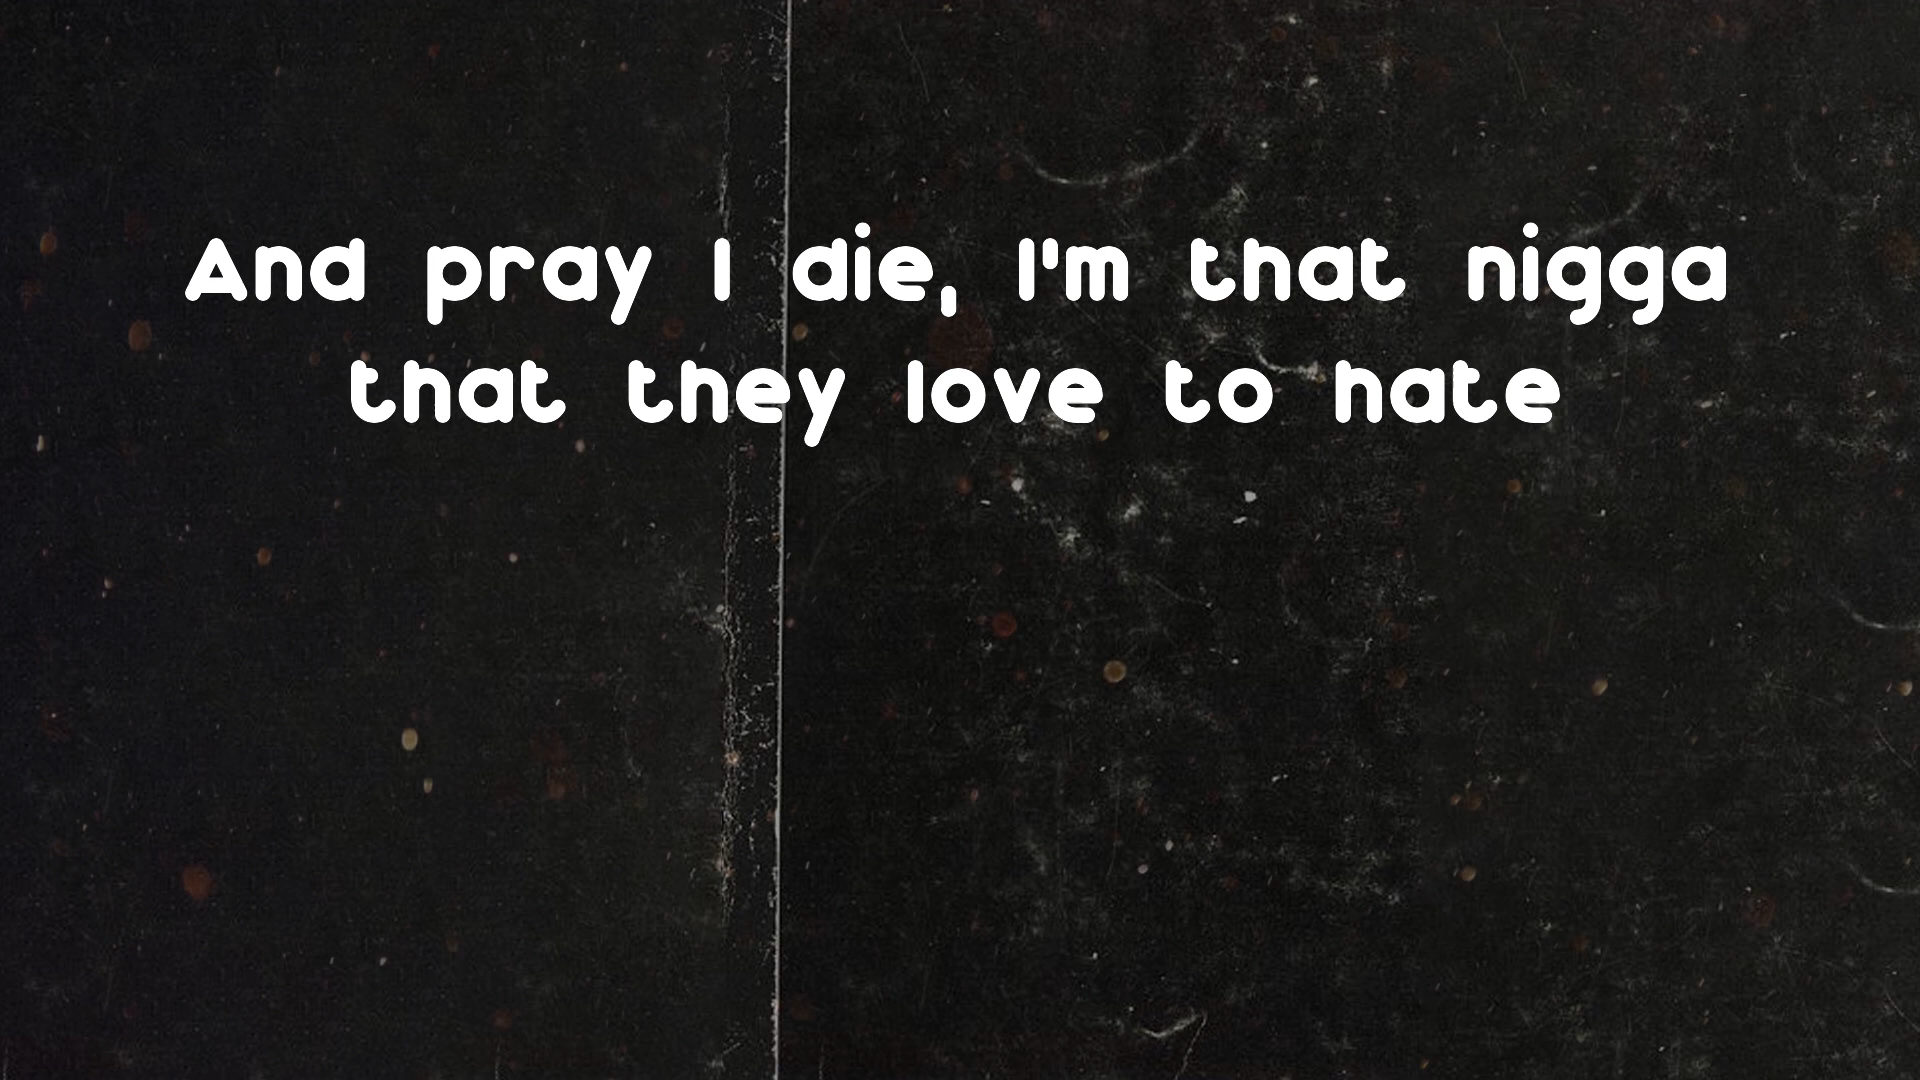 And pray I die, I'm that nigga
that they love to hate